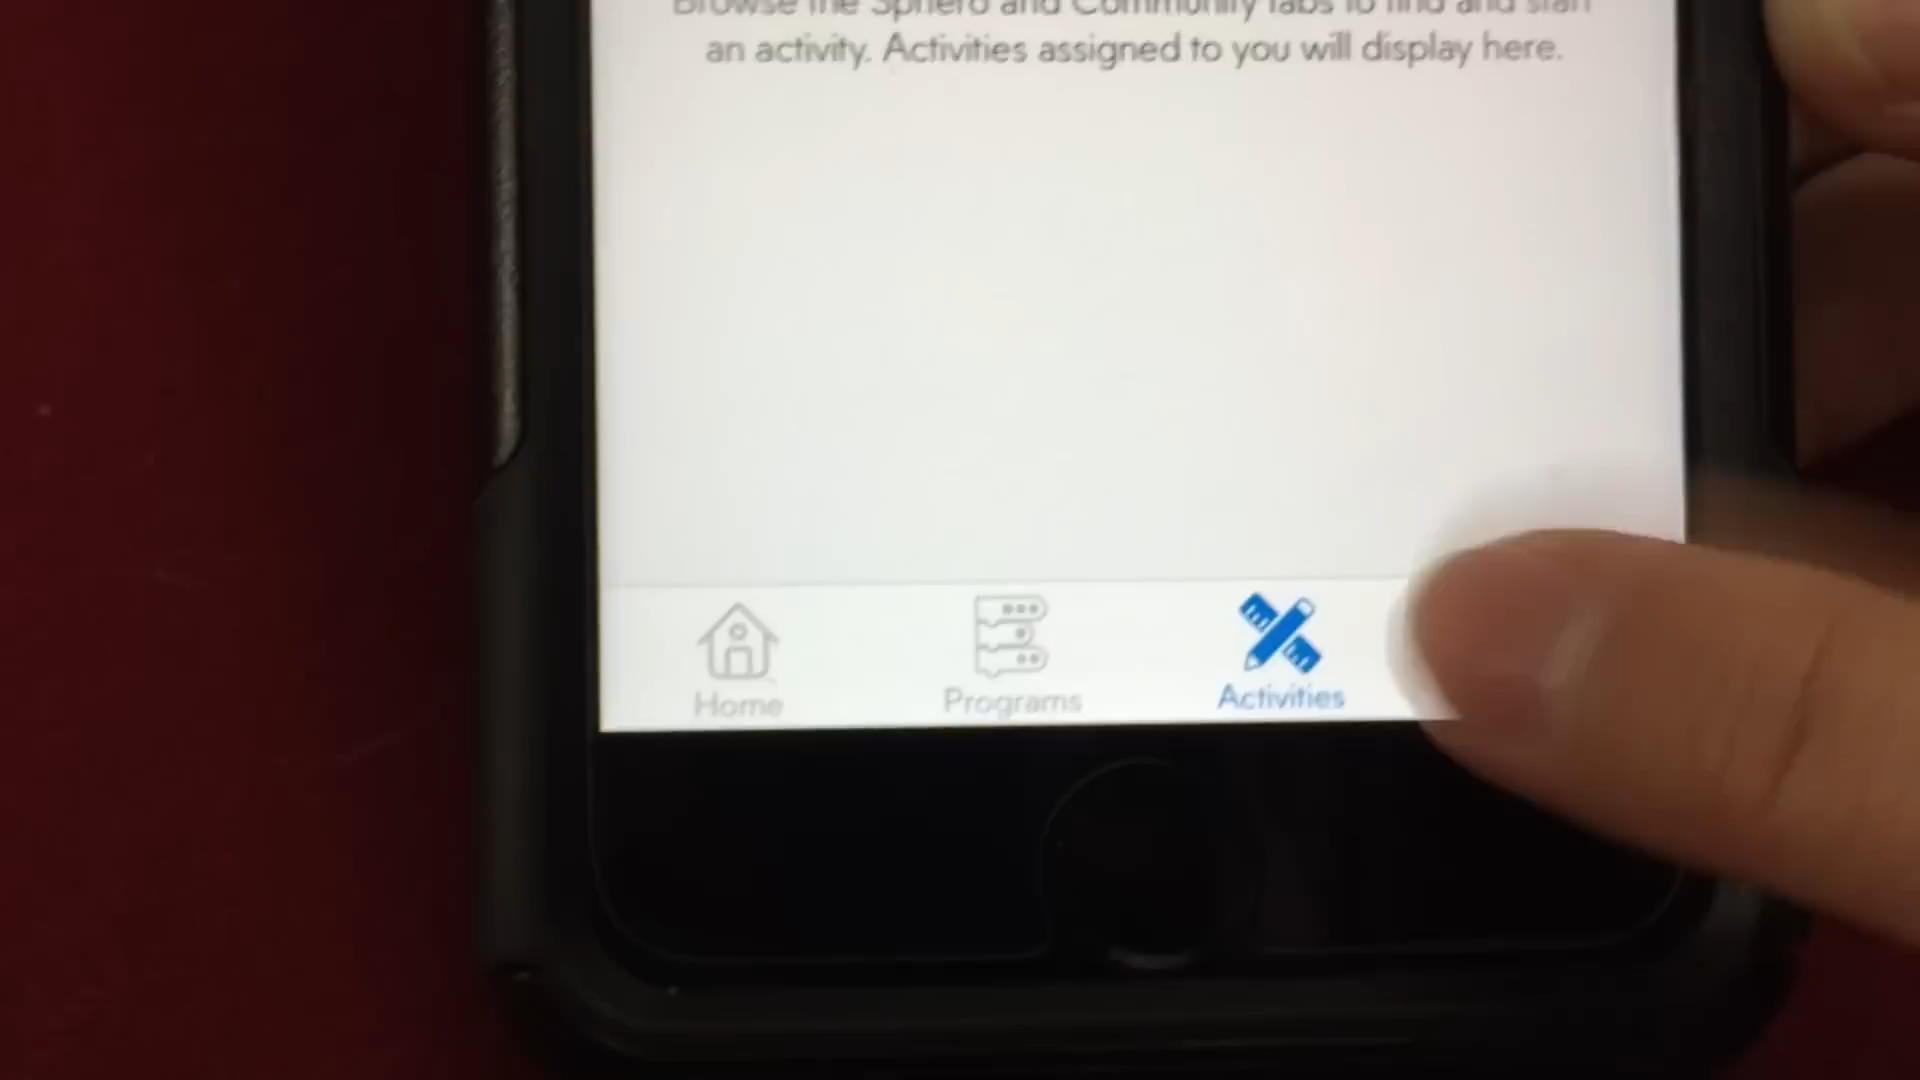 Browse the Sphero and Community tabs to find and start
an activity. Activities assigned to you will display here.
Home
Programs
Activities